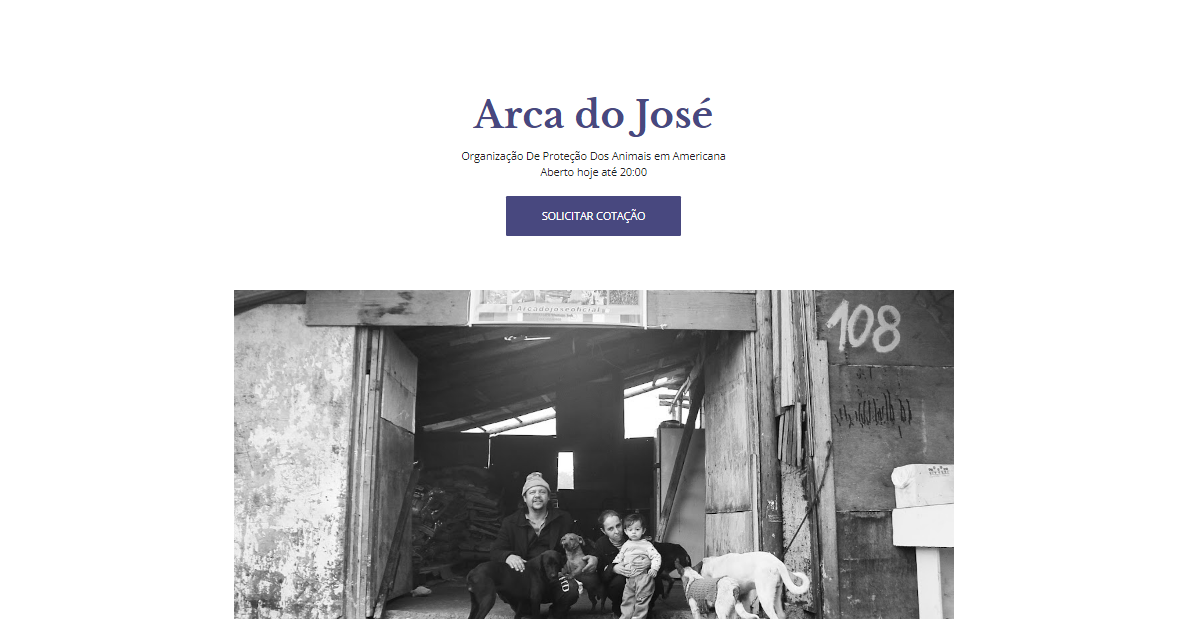 Arca do José
Organização De Proteção Dos Animais em Americana
Aberto hoje até 20:00
SOLICITAR COTAÇÃO
Arcadojoseoficial
108